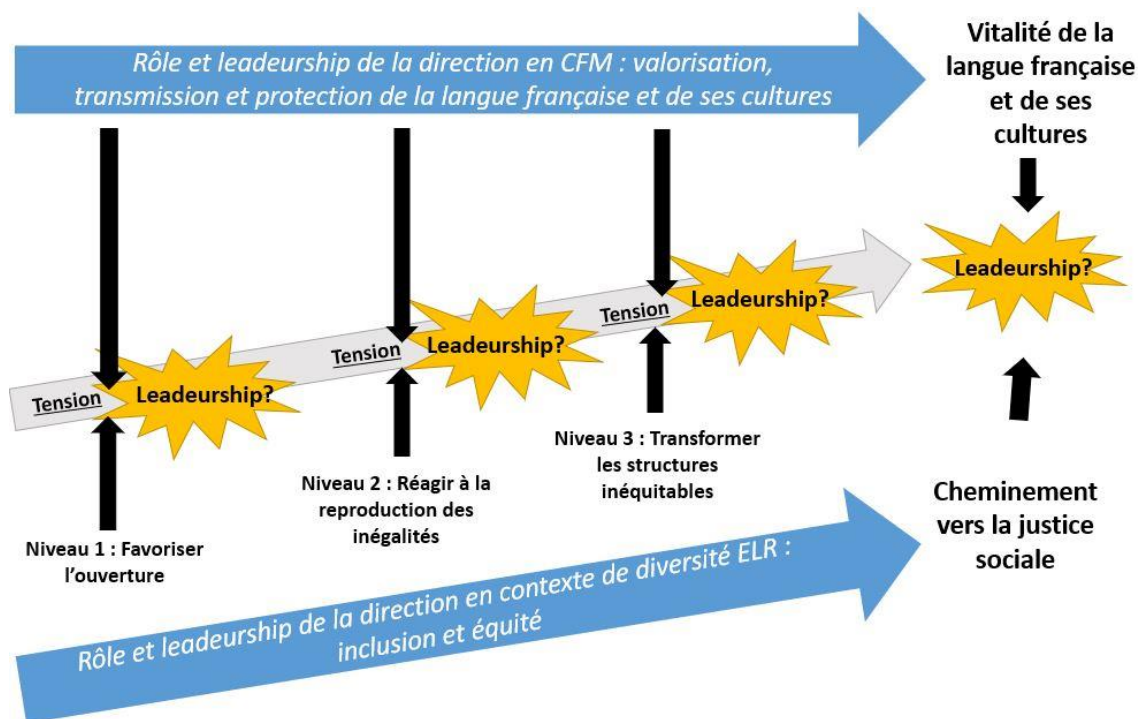 Rôle et leadeurship de la direction en CFM : valorisation,
transmission et protection de la langue française et de ses cultures
Vitalité de la
langue française
et de ses
cultures
Leadeurship?
Tension
Leadeurship?
Tension
Leadeurship?
Tension
Leadeurship?
Niveau 1 : Favoriser
l’ouverture
Niveau 2 : Réagir à la
reproduction des
inégalités
Niveau 3 : Transformer
les structures
inéquitables
Cheminement
vers la justice
sociale
Rôle et leadeurship de la direction en contexte de diversité ELR :
inclusion et équité